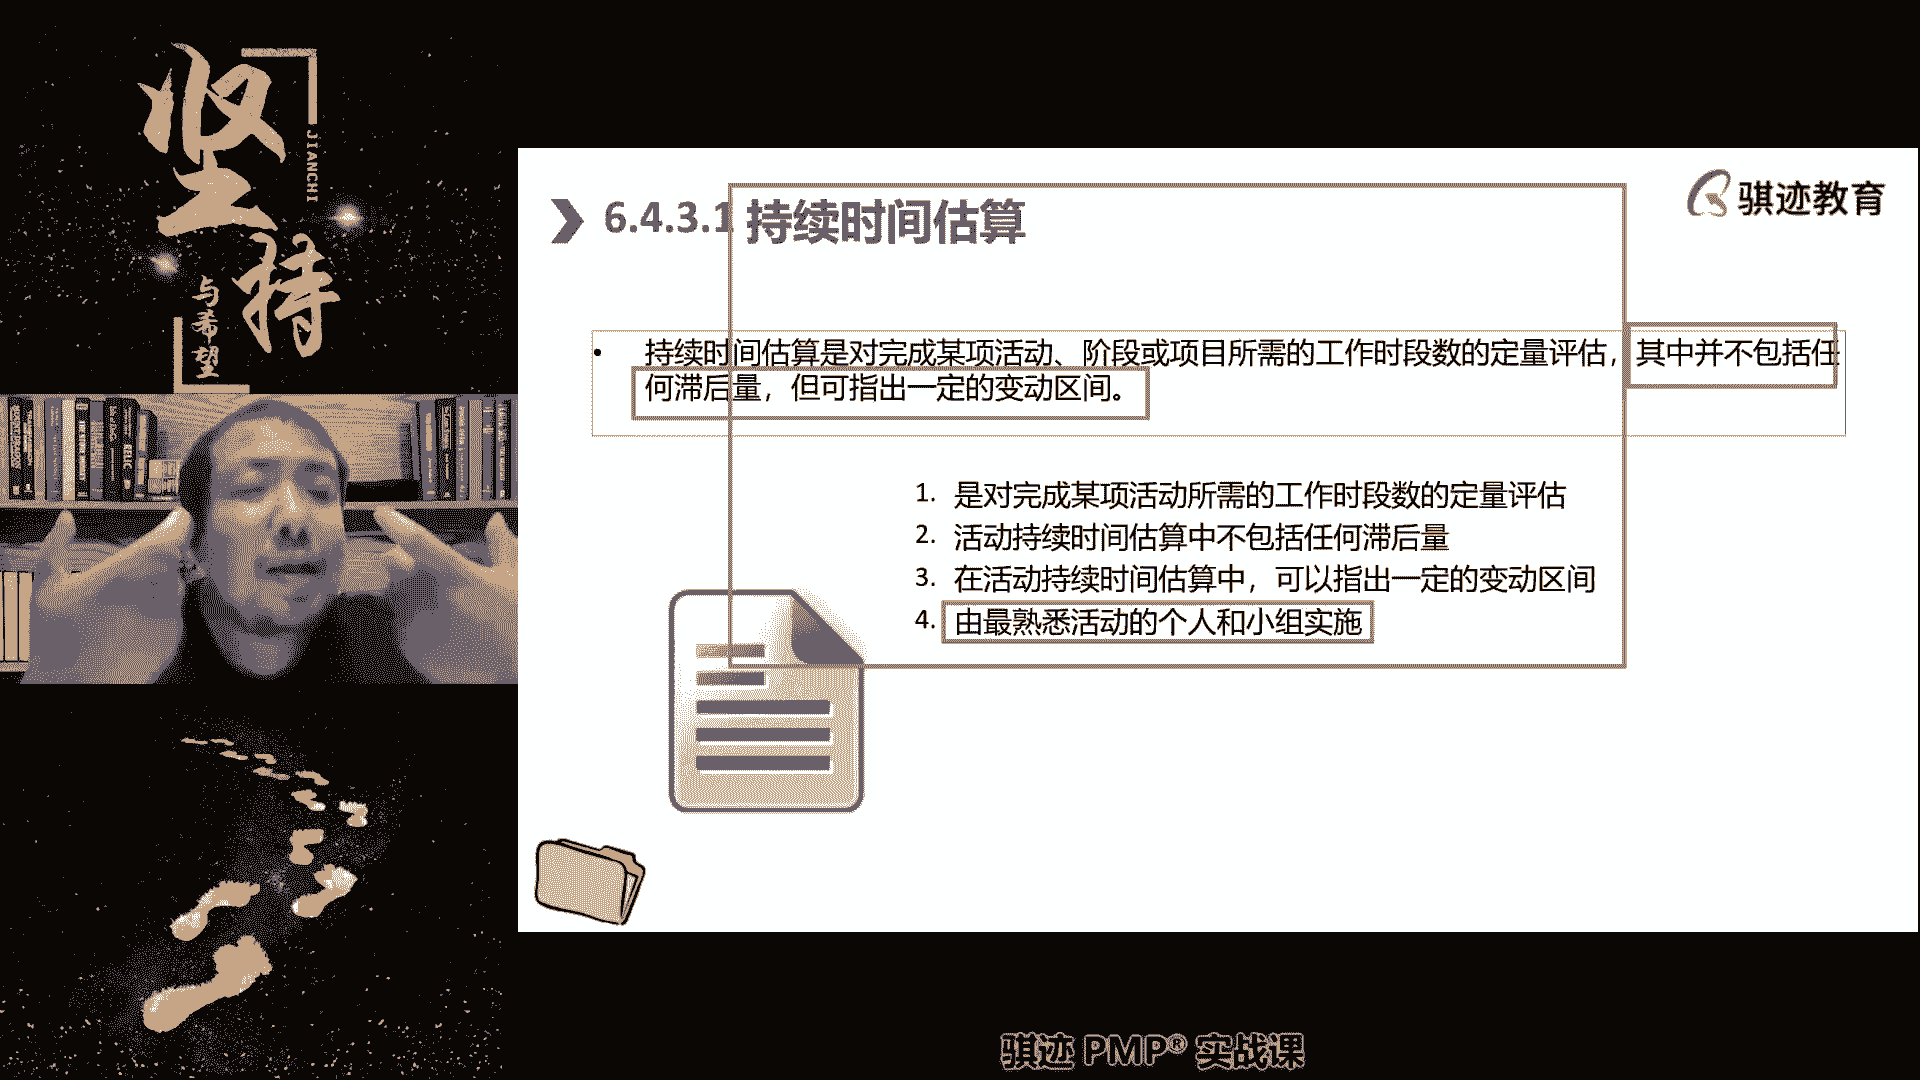 坚持
JIANCHI
与希望
骐迹教育
6.4.3.1 持续时间估算
• 持续时间估算是对完成某项活动、阶段或项目所需的工作时段数的定量评估，其中并不包括任
何滞后量，但可指出一定的变动区间。
1. 是对完成某项活动所需的工作时段数的定量评估
2. 活动持续时间估算中不包括任何滞后量
3. 在活动持续时间估算中，可以指出一定的变动区间
4. 由最熟悉活动的个人和小组实施
骐迹 PMP® 实战课